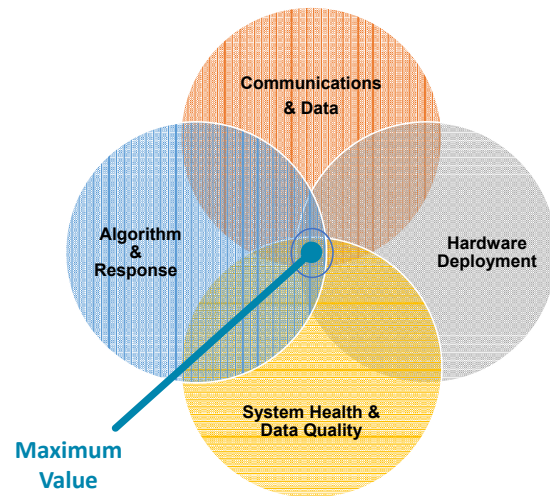 Communications
& Data
Algorithm
&
Response
Hardware
Deployment
System Health &
Data Quality
Maximum
Value